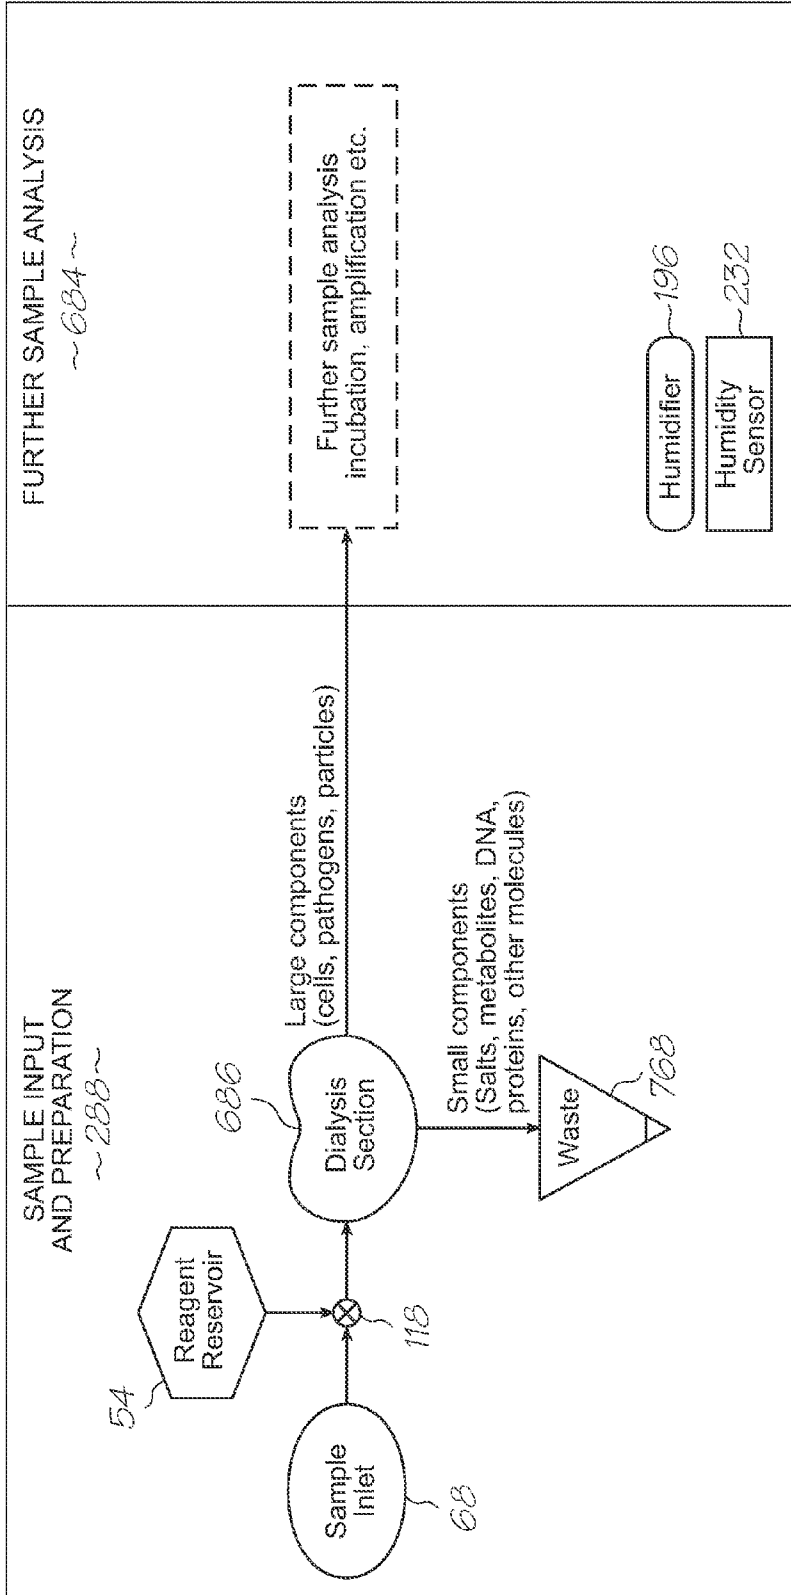 SAMPLE INPUT
AND PREPARATION
~288~
FURTHER SAMPLE ANALYSIS
~684~
54
Reagent
Reservoir
686
Sample
Inlet
68
118
Dialysis
Section
Large components
(cells, pathogens, particles)
Further sample analysis
incubation, amplification etc.
Small components
(Salts, metabolites, DNA,
proteins, other molecules)
Waste
768
Humidifier
196
Humidity
Sensor
232